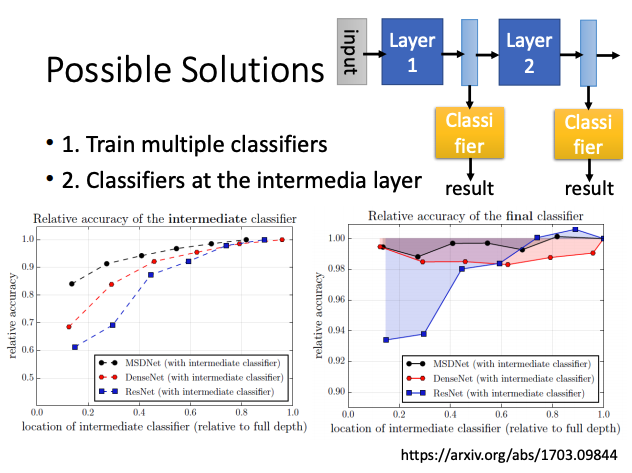 Possible Solutions
input
Layer
1
Layer
2
Classi
fier
Classi
fier
result
result
• 1. Train multiple classifiers
• 2. Classifiers at the intermedia layer
Relative accuracy of the intermediate classifier
relative accuracy
1.0
0.9
0.8
0.7
0.6
0.5
MSDNet (with intermediate classifier)
DenseNet (with intermediate classifier)
ResNet (with intermediate classifier)
0.0 0.2 0.4 0.6 0.8 1.0
location of intermediate classifier (relative to full depth)
Relative accuracy of the final classifier
relative accuracy
1.00
0.98
0.96
0.94
0.92
0.90
MSDNet (with intermediate classifier)
DenseNet (with intermediate classifier)
ResNet (with intermediate classifier)
0.0 0.2 0.4 0.6 0.8 1.0
location of intermediate classifier (relative to full depth)
https://arxiv.org/abs/1703.09844